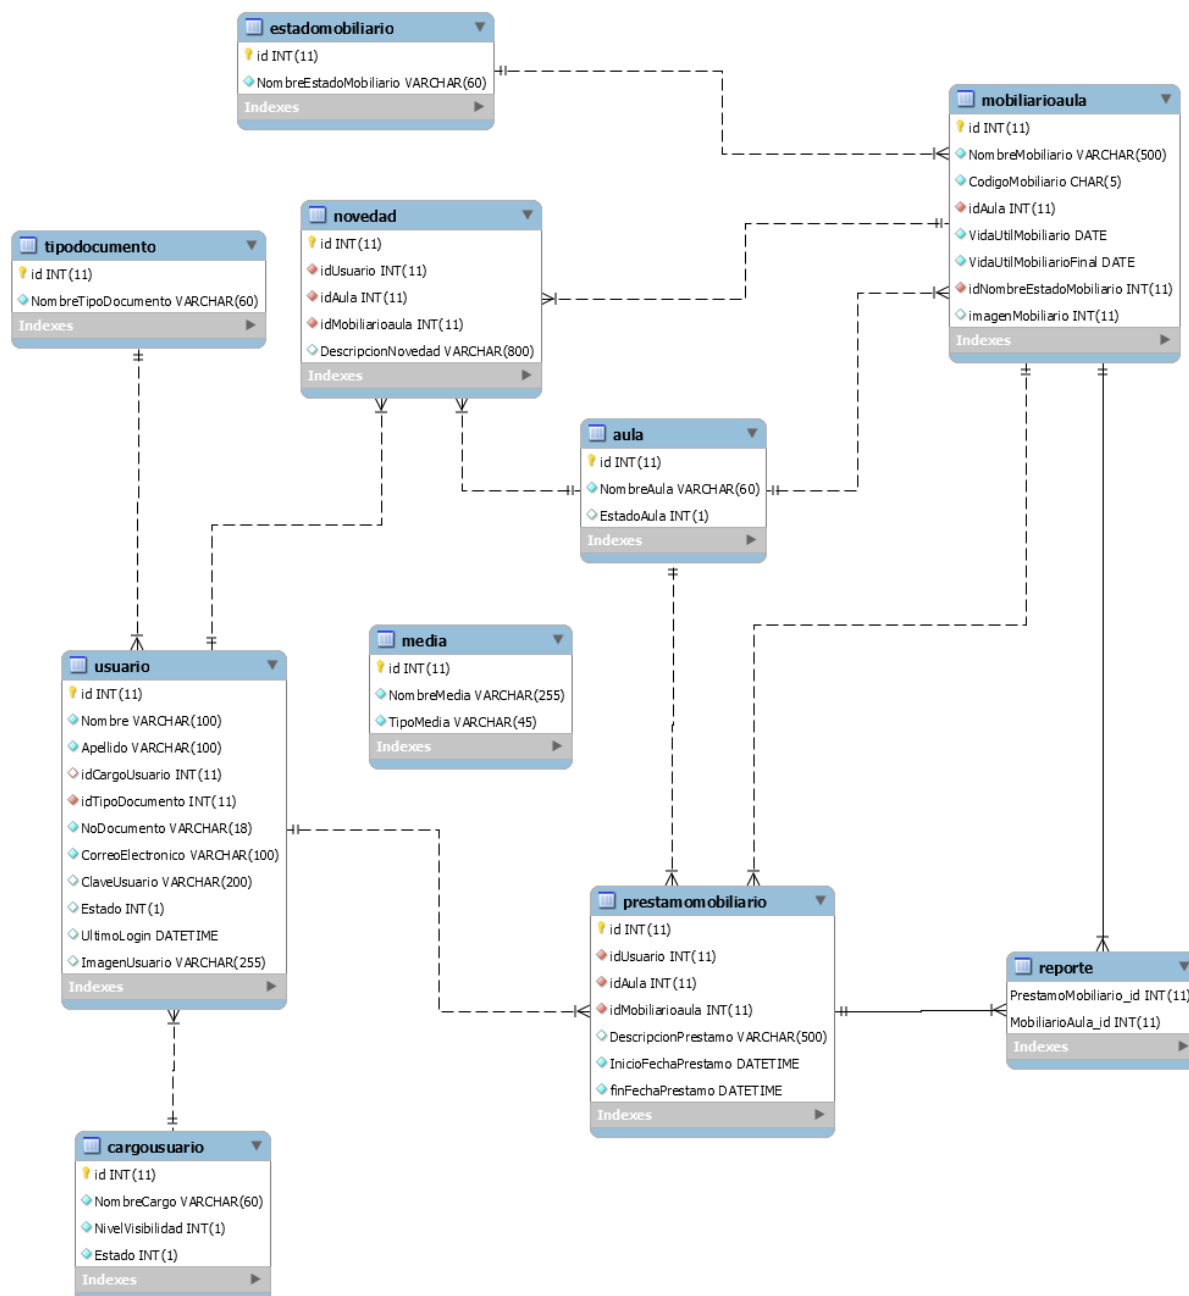 estadomobiliario
id INT(11)
NombreEstadoMobiliario VARCHAR(60)
Indexes
mobiliarioaula
id INT(11)
NombreMobiliario VARCHAR(500)
CodigoMobiliario CHAR(5)
idAula INT(11)
VidaUtilMobiliario DATE
VidaUtilMobiliarioFinal DATE
idNombreEstadoMobiliario INT(11)
imagenMobiliario INT(11)
Indexes
novedad
id INT(11)
idUsuario INT(11)
idAula INT(11)
idMobiliarioaula INT(11)
DescripcionNovedad VARCHAR(800)
Indexes
tipodocumento
id INT(11)
NombreTipoDocumento VARCHAR(60)
Indexes
aula
id INT(11)
NombreAula VARCHAR(60)
EstadoAula INT(1)
Indexes
media
id INT(11)
NombreMedia VARCHAR(255)
TipoMedia VARCHAR(45)
Indexes
usuario
id INT(11)
Nombre VARCHAR(100)
Apellido VARCHAR(100)
idCargoUsuario INT(11)
idTipoDocumento INT(11)
NoDocumento VARCHAR(18)
CorreoElectronico VARCHAR(100)
ClaveUsuario VARCHAR(200)
Estado INT(1)
UltimoLogin DATETIME
ImagenUsuario VARCHAR(255)
Indexes
prestamomobiliario
id INT(11)
idUsuario INT(11)
idAula INT(11)
idMobiliarioaula INT(11)
DescripcionPrestamo VARCHAR(500)
InicioFechaPrestamo DATETIME
finFechaPrestamo DATETIME
Indexes
reporte
PrestamoMobiliario_id INT(11)
MobiliarioAula_id INT(11)
Indexes
cargousuario
id INT(11)
NombreCargo VARCHAR(60)
NivelVisibilidad INT(1)
Estado INT(1)
Indexes